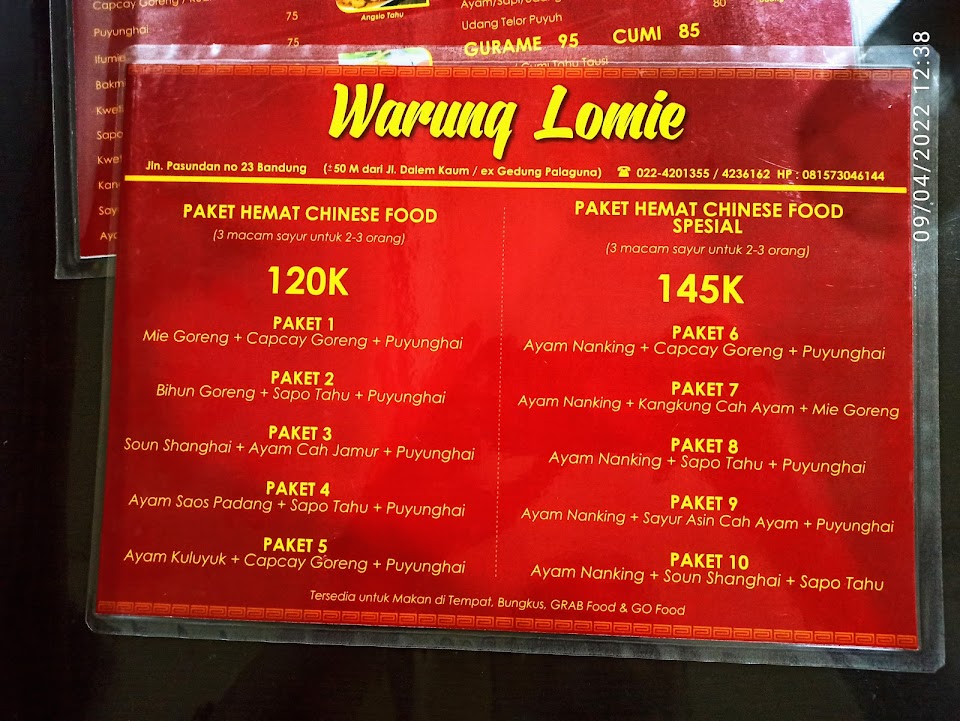 Puyunghai 75
75
Angsio Tahu
80
Udang Telor Puyuh
GURAME 95 CUMI 85
Warung Lomie
Jln. Pasundan no 23 Bandung (±50 M dari Jl. Dalem Kaum / ex Gedung Palaguna) ☎ 022-4201355 / 4236162 HP : 081573046144
PAKET HEMAT CHINESE FOOD
(3 macam sayur untuk 2-3 orang)
120K
PAKET 1
Mie Goreng + Capcay Goreng + Puyunghai
PAKET 2
Bihun Goreng + Sapo Tahu + Puyunghai
PAKET 3
Soun Shanghai + Ayam Cah Jamur + Puyunghai
PAKET 4
Ayam Saos Padang + Sapo Tahu + Puyunghai
PAKET 5
Ayam Kuluyuk + Capcay Goreng + Puyunghai
PAKET HEMAT CHINESE FOOD
SPESIAL
(3 macam sayur untuk 2-3 orang)
145K
PAKET 6
Ayam Nanking + Capcay Goreng + Puyunghai
PAKET 7
Ayam Nanking + Kangkung Cah Ayam + Mie Goreng
PAKET 8
Ayam Nanking + Sapo Tahu + Puyunghai
PAKET 9
Ayam Nanking + Sayur Asin Cah Ayam + Puyunghai
PAKET 10
Ayam Nanking + Soun Shanghai + Sapo Tahu
Tersedia untuk Makan di Tempat, Bungkus, GRAB Food & GO Food
09/04/2022 12:38